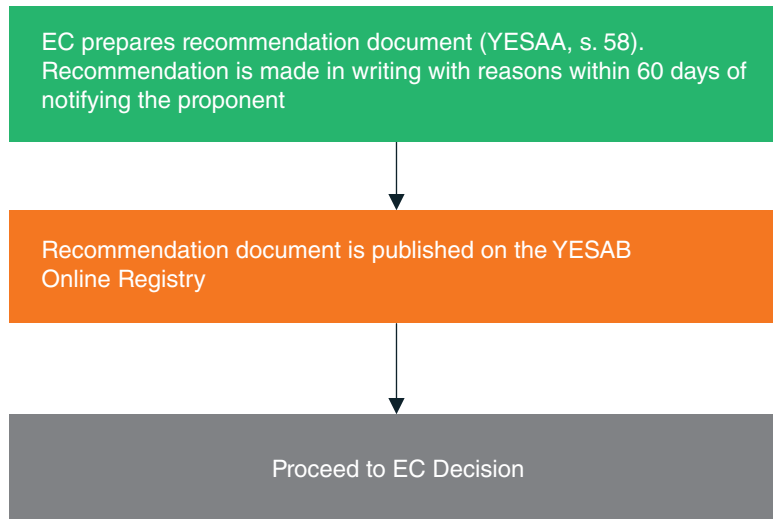 EC prepares recommendation document (YESAA, s. 58).
Recommendation is made in writing with reasons within 60 days of
notifying the proponent
Recommendation document is published on the YESAB
Online Registry
Proceed to EC Decision